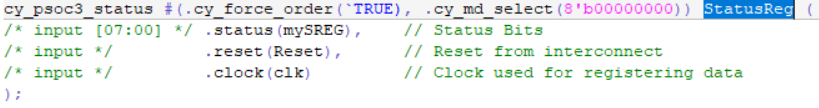 cy_psoc3_status #(.cy_force_order(`TRUE), .cy_md_select(8'b00000000)) StatusReg (
/* input [07:00] */ .status(mySREG),    // Status Bits
/* input */         .reset(Reset),      // Reset from interconnect
/* input */         .clock(clk)         // Clock used for registering data
);